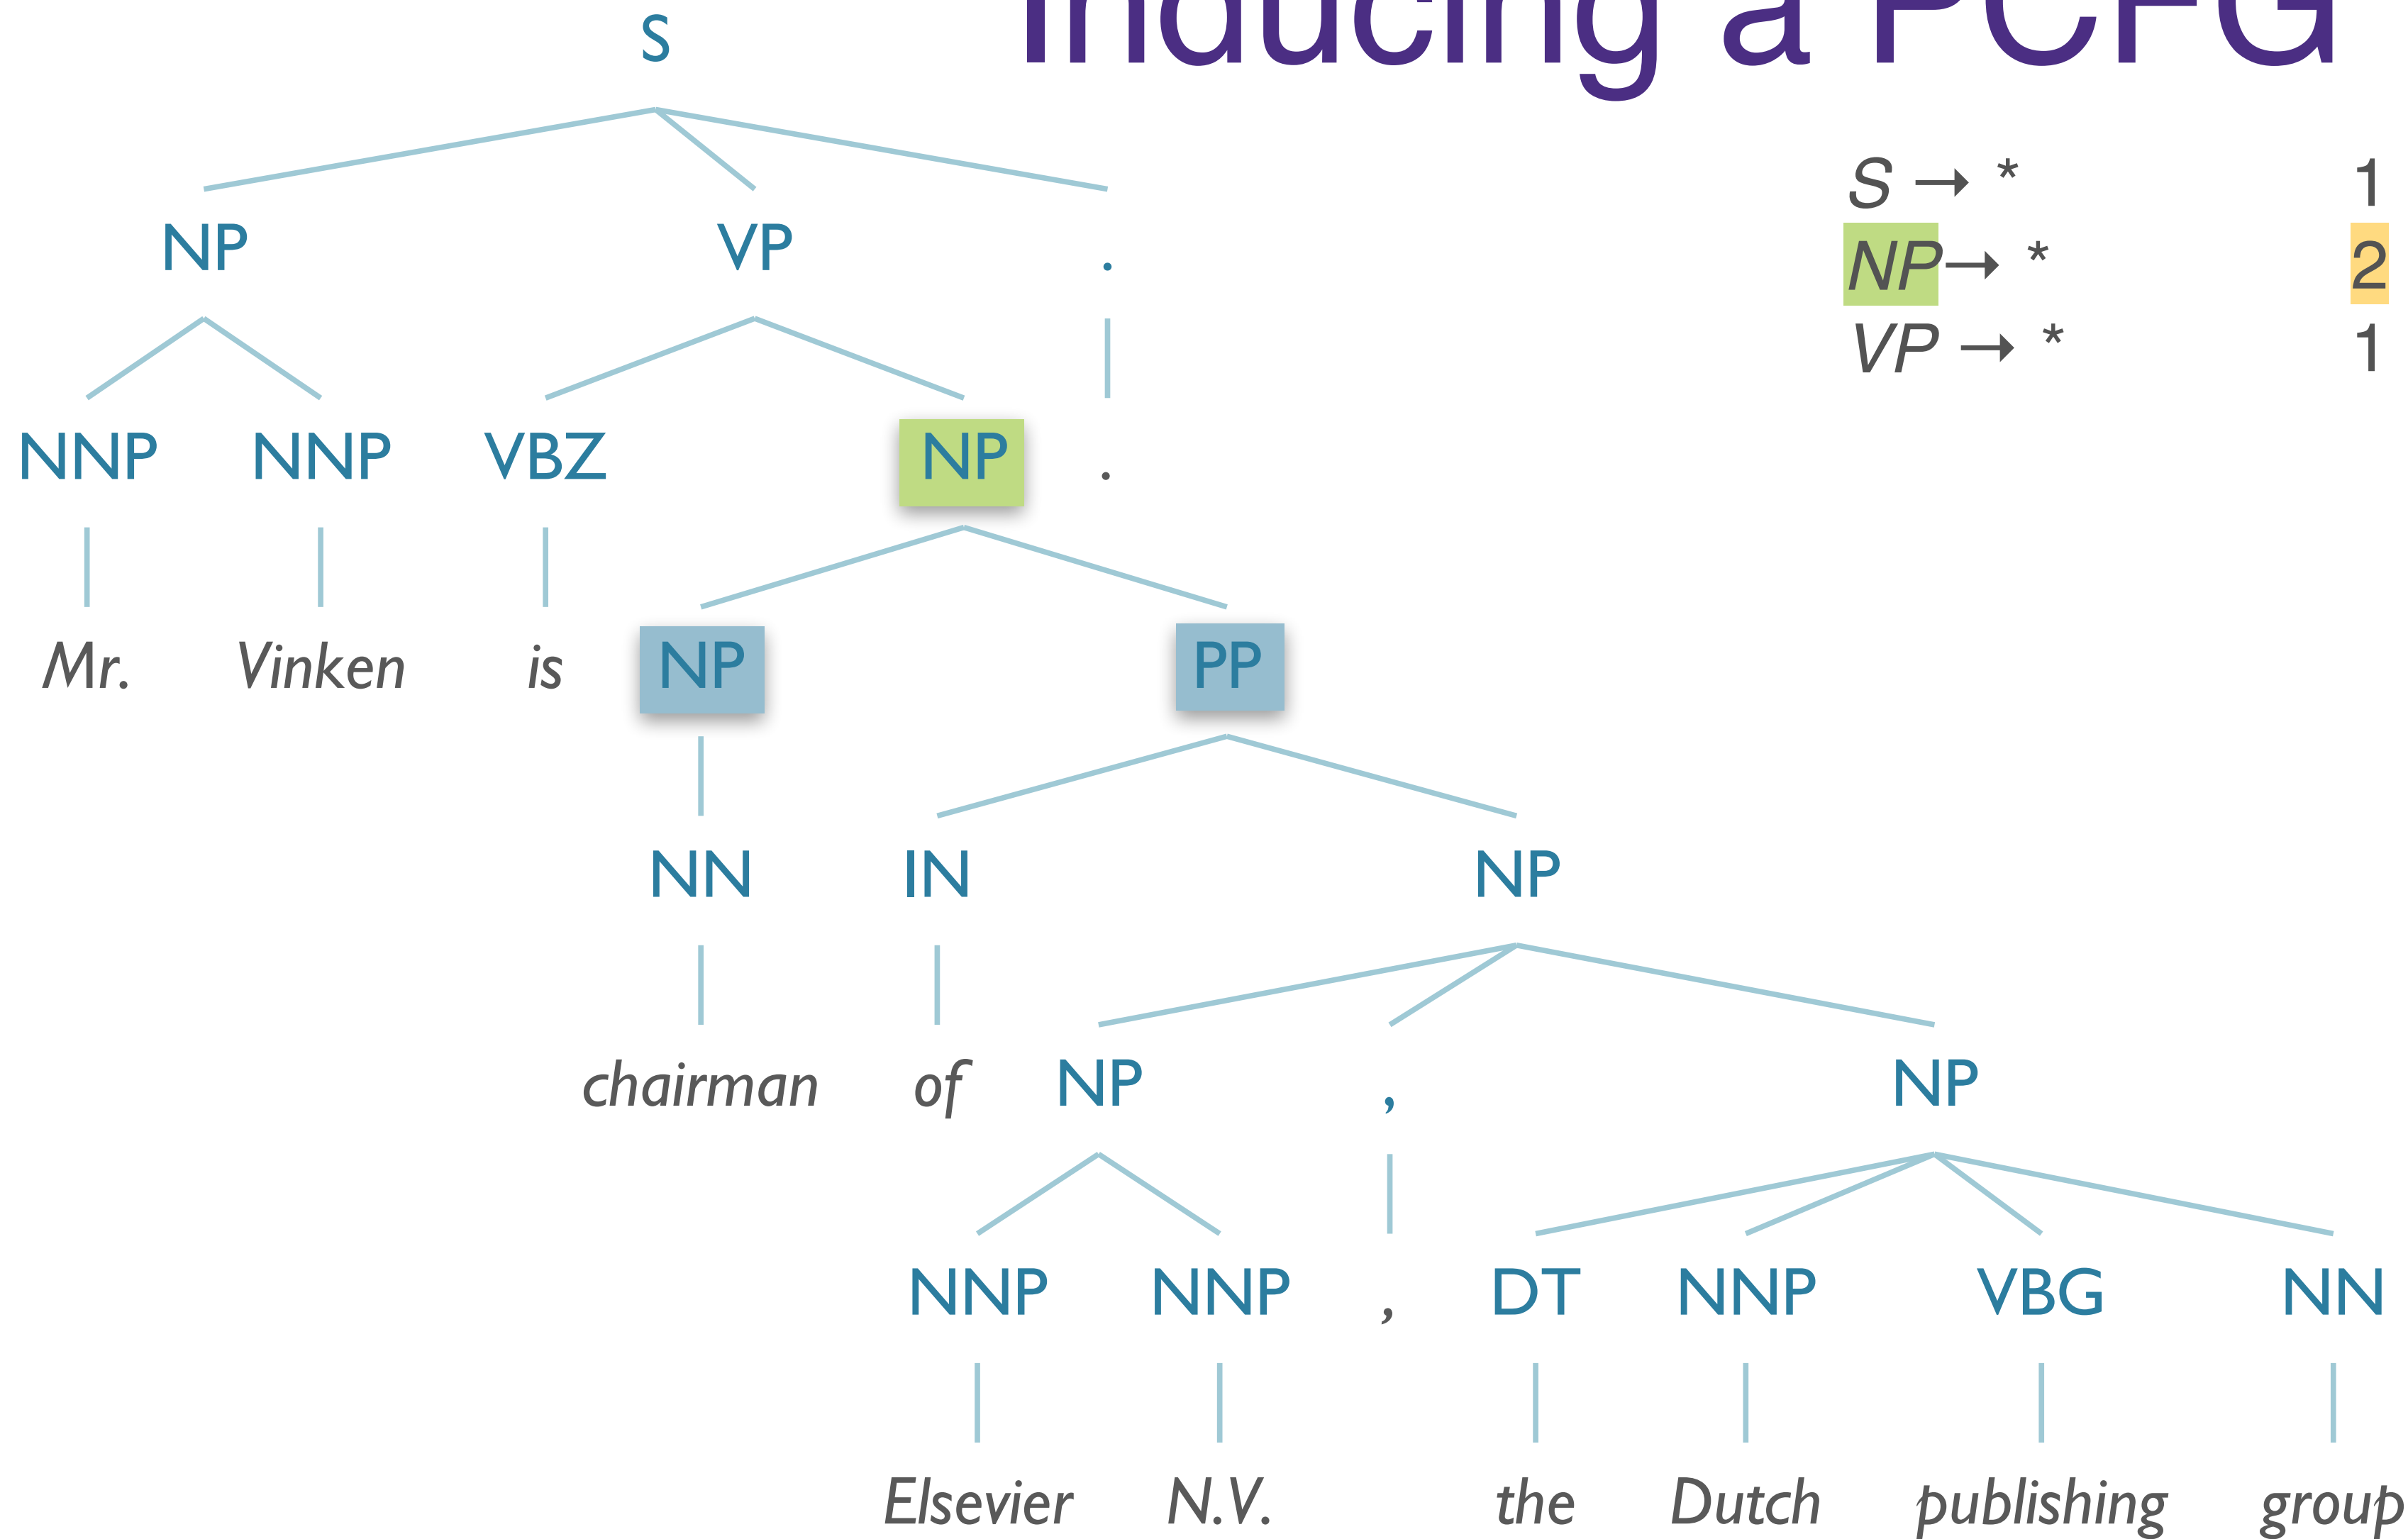 Inducing a PCFG
S
S → * 1
NP VP .
NP → * 2
VP → * 1
NNP NNP VBZ NP .
Mr. Vinken is NP PP
NN IN NP
chairman of NP , NP
NNP NNP , DT NNP VBG NN
Elsevier N.V. the Dutch publishing group